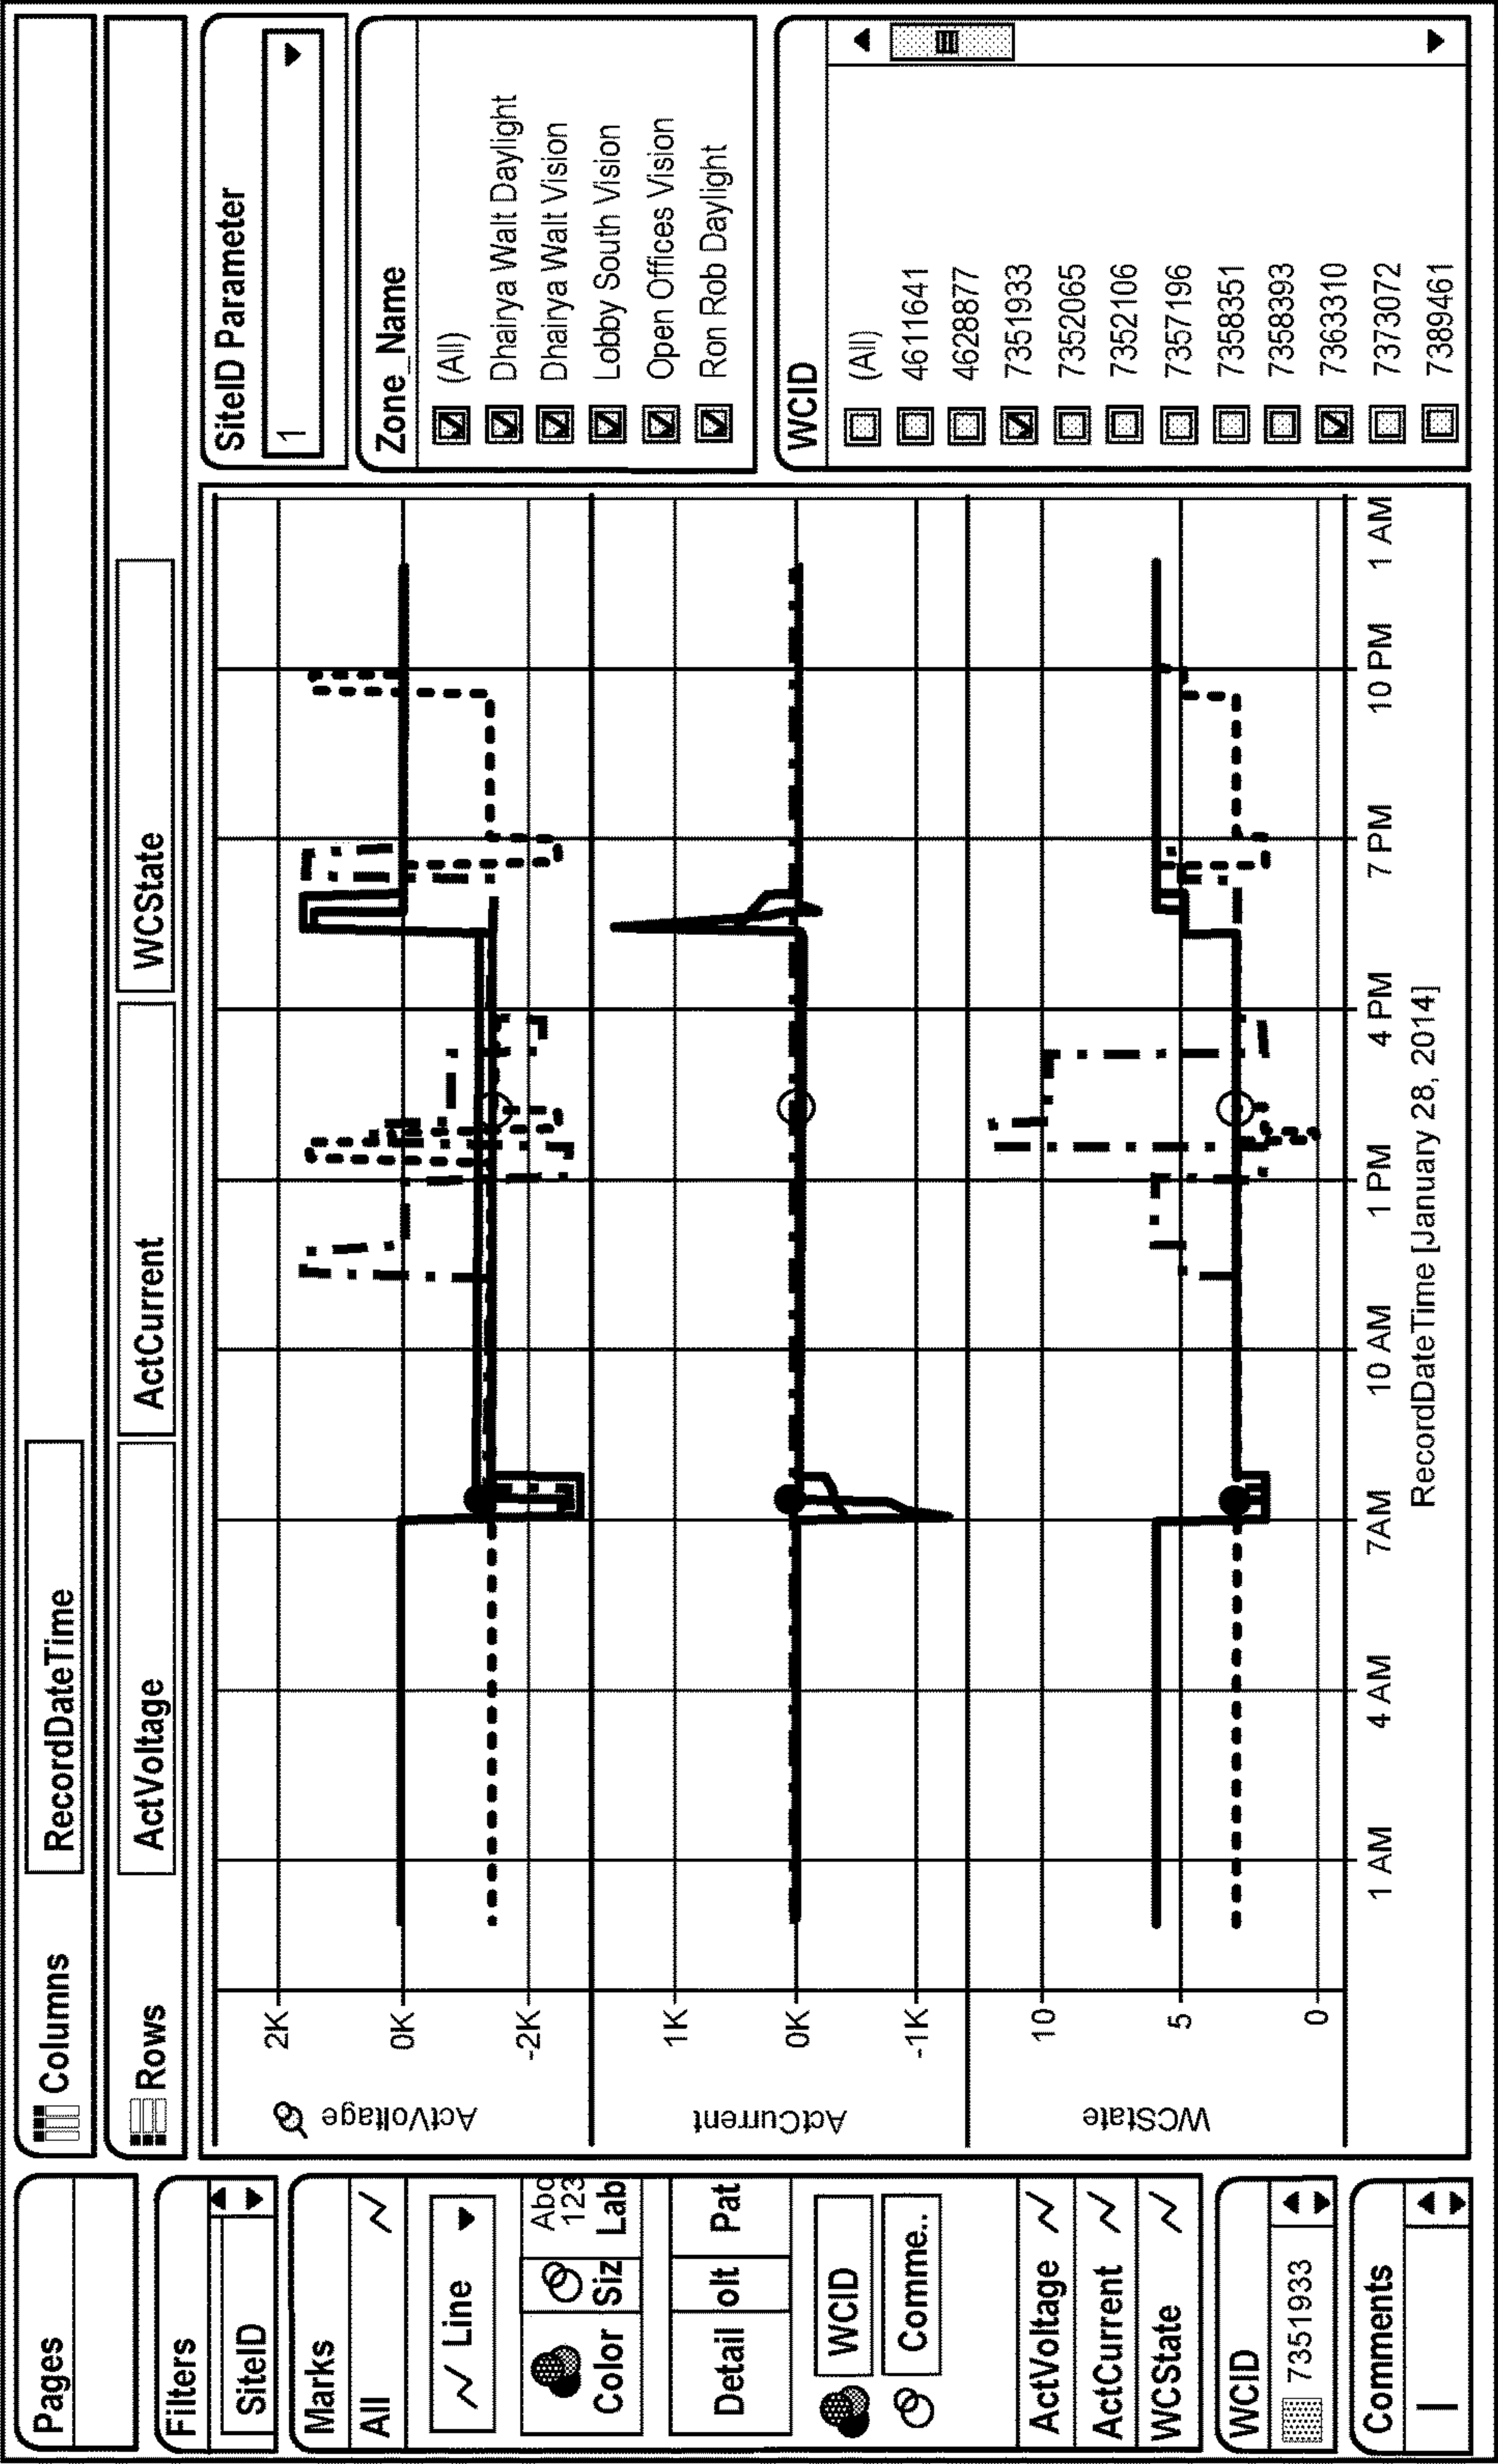 Pages
Columns
RecordDateTime
Rows
ActVoltage
ActCurrent
WCState
Filters
SiteID
Marks
All
Line
Color
Siz
Abc
123
Lab
Detail
olt
Pat
WCID
Comme..
ActVoltage
ActCurrent
WCState
WCID
7351933
Comments
ActVoltage
2K
0K
-2K
ActCurrent
1K
0K
-1K
WCState
10
5
0
1 AM
4 AM
7AM
10 AM
1 PM
4 PM
7 PM
10 PM
1 AM
RecordDateTime [January 28, 2014]
SiteID Parameter
1
Zone_Name
(All)
Dhairya Walt Daylight
Dhairya Walt Vision
Lobby South Vision
Open Offices Vision
Ron Rob Daylight
WCID
(All)
4611641
4628877
7351933
7352065
7352106
7357196
7358351
7358393
7363310
7373072
7389461